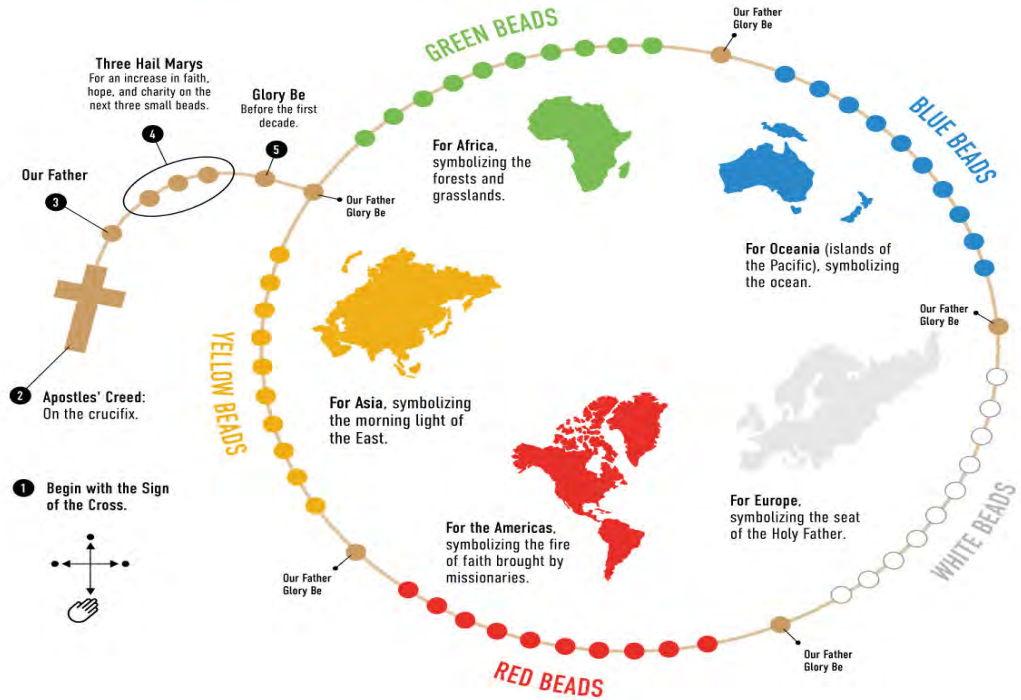 Three Hail Marys
For an increase in faith,
hope, and charity on the
next three small beads.
4
Glory Be
Before the first
decade.
5
Our Father
3
2
Apostles' Creed:
On the crucifix.
1
Begin with the Sign
of the Cross.
Our Father
Glory Be
GREEN BEADS
For Africa,
symbolizing the
forests and
grasslands.
Our Father
Glory Be
BLUE BEADS
For Oceania (islands of
the Pacific), symbolizing
the ocean.
Our Father
Glory Be
WHITE BEADS
For Europe,
symbolizing the seat
of the Holy Father.
Our Father
Glory Be
RED BEADS
For the Americas,
symbolizing the fire
of faith brought by
missionaries.
Our Father
Glory Be
YELLOW BEADS
For Asia, symbolizing
the morning light of
the East.